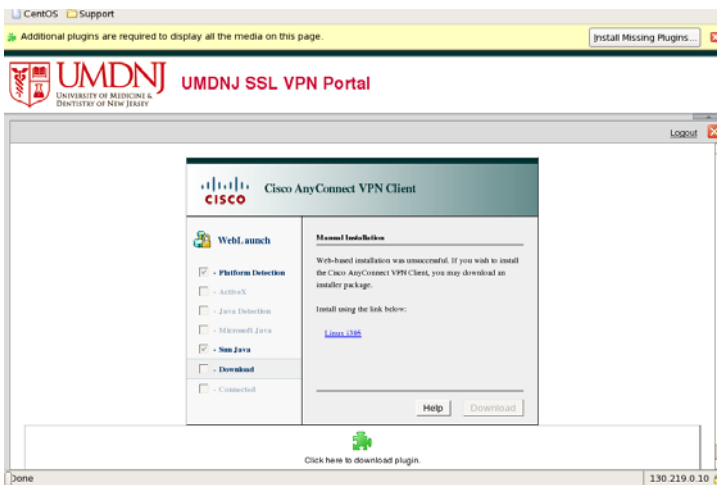 CentOS Support
Additional plugins are required to display all the media on this page.
Install Missing Plugins...
UMDNJ
UNIVERSITY OF MEDICINE &
DENTISTRY OF NEW JERSEY
UMDNJ SSL VPN Portal
Logout
CISCO
Cisco AnyConnect VPN Client
WebLaunch
- Platform Detection
- ActiveX
- Java Detection
- Microsoft Java
- Sun Java
- Download
- Connected
Manual Installation
Web-based installation was unsuccessful. If you wish to install
the Cisco AnyConnect VPN Client, you may download an
installer package.
Install using the link below:
Linux i386
Help
Download
Click here to download plugin.
Done
130.219.0.10